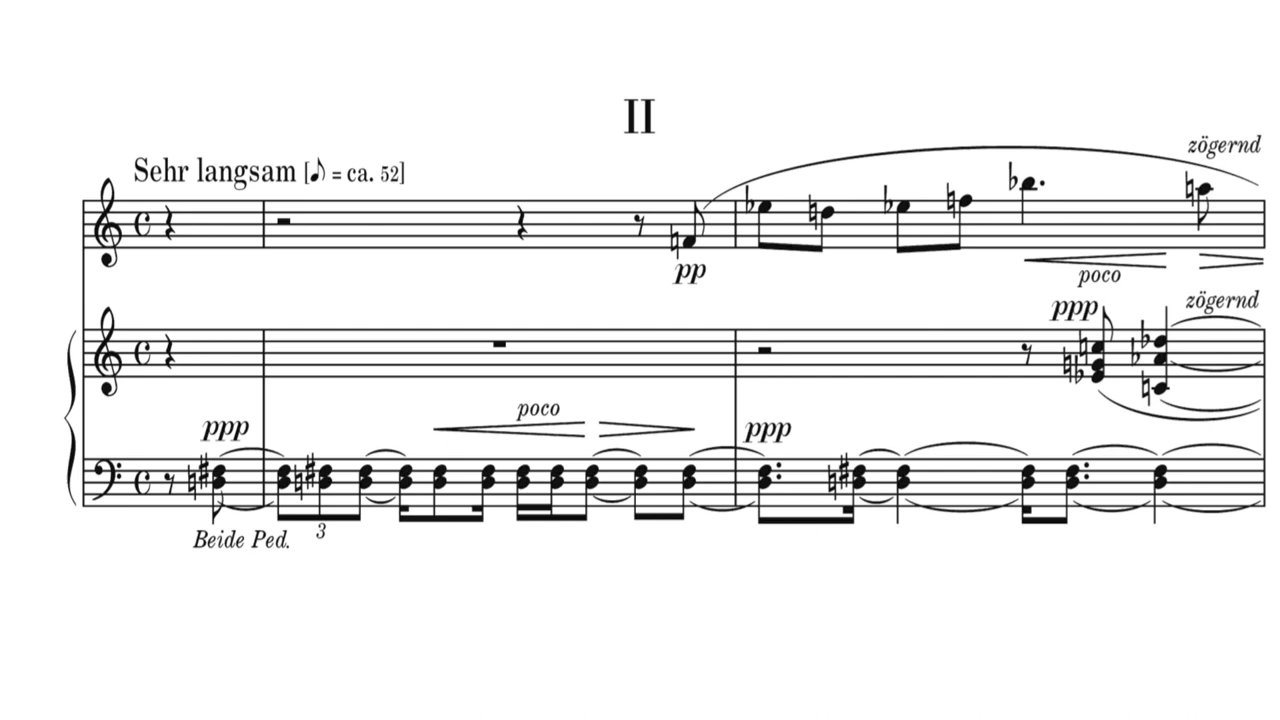 II
zögernd
Sehr langsam [♪ = ca. 52]
pp
poco
ppp
zögernd
poco
ppp
ppp
3
Beide Ped.